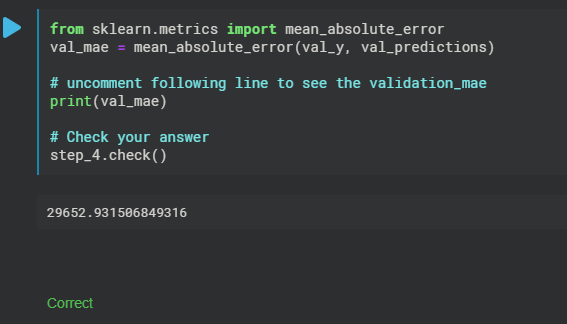 from sklearn.metrics import mean_absolute_error
val_mae = mean_absolute_error(val_y, val_predictions)
# uncomment following line to see the validation_mae
print(val_mae)
# Check your answer
step_4.check()
29652.931506849316
Correct